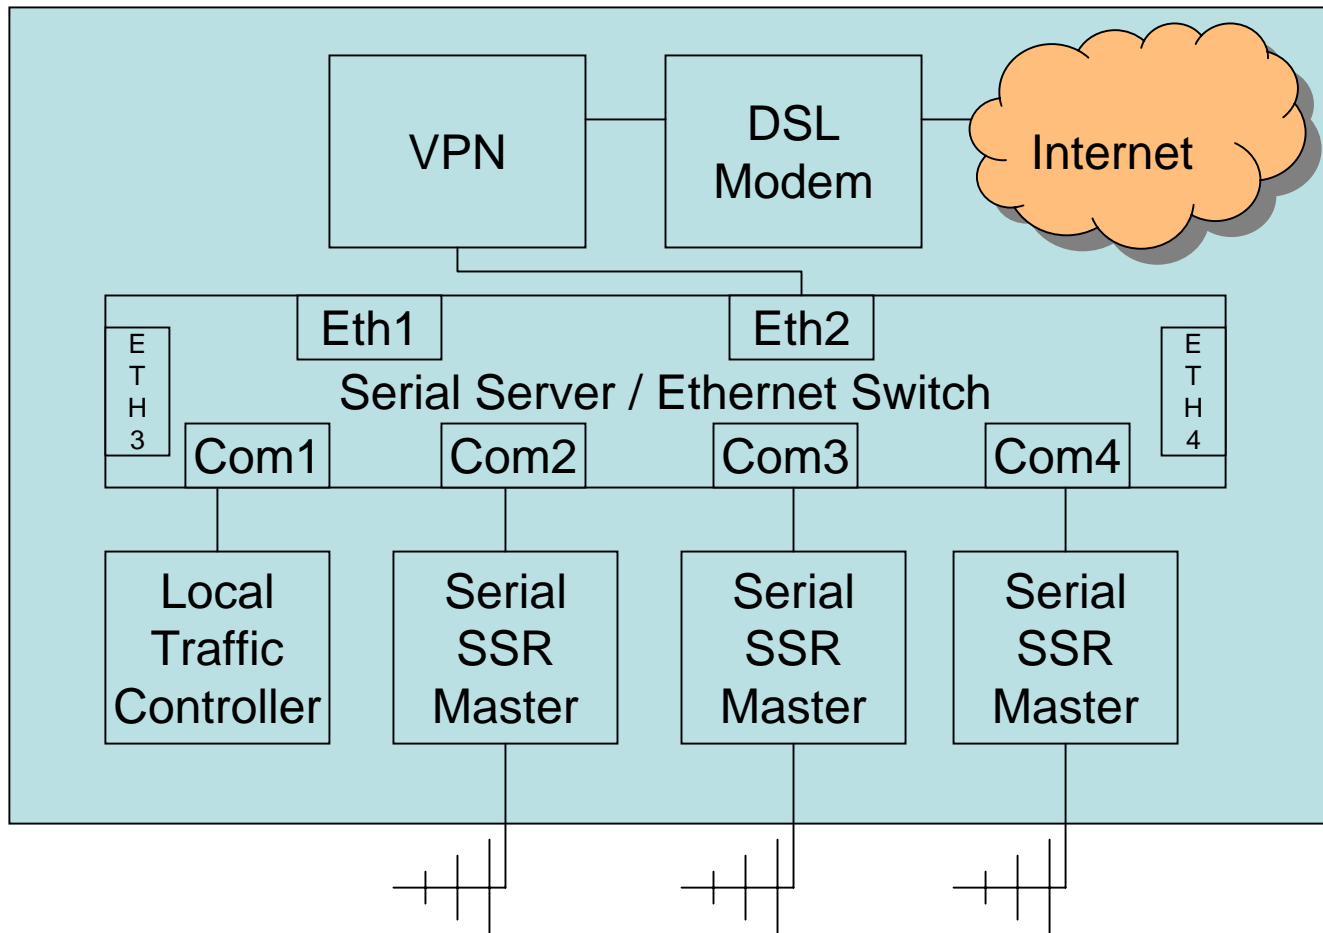 VPN
DSL
Modem
Internet
Eth1
Eth2
E
T
H
3
E
T
H
4
Serial Server / Ethernet Switch
Com1
Com2
Com3
Com4
Local
Traffic
Controller
Serial
SSR
Master
Serial
SSR
Master
Serial
SSR
Master